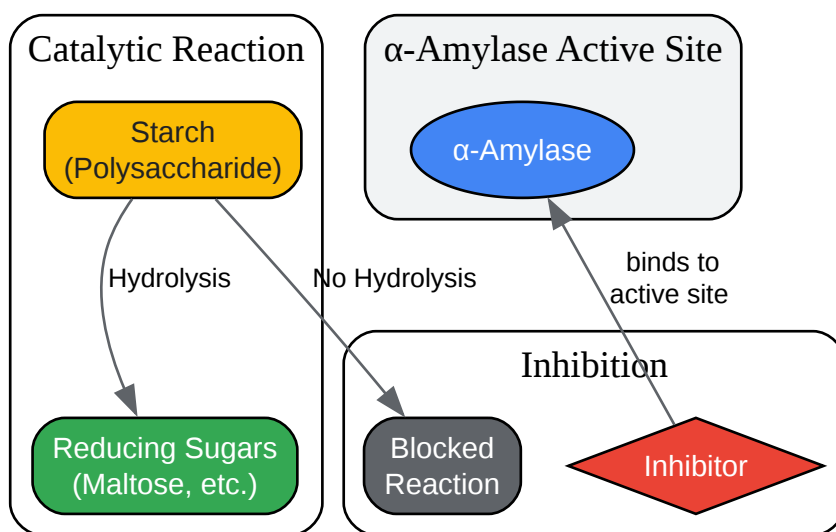 Catalytic Reaction
α-Amylase Active Site
Starch
(Polysaccharide)
α-Amylase
Hydrolysis
No Hydrolysis
binds to
active site
Inhibition
Reducing Sugars
(Maltose, etc.)
Blocked
Reaction
Inhibitor